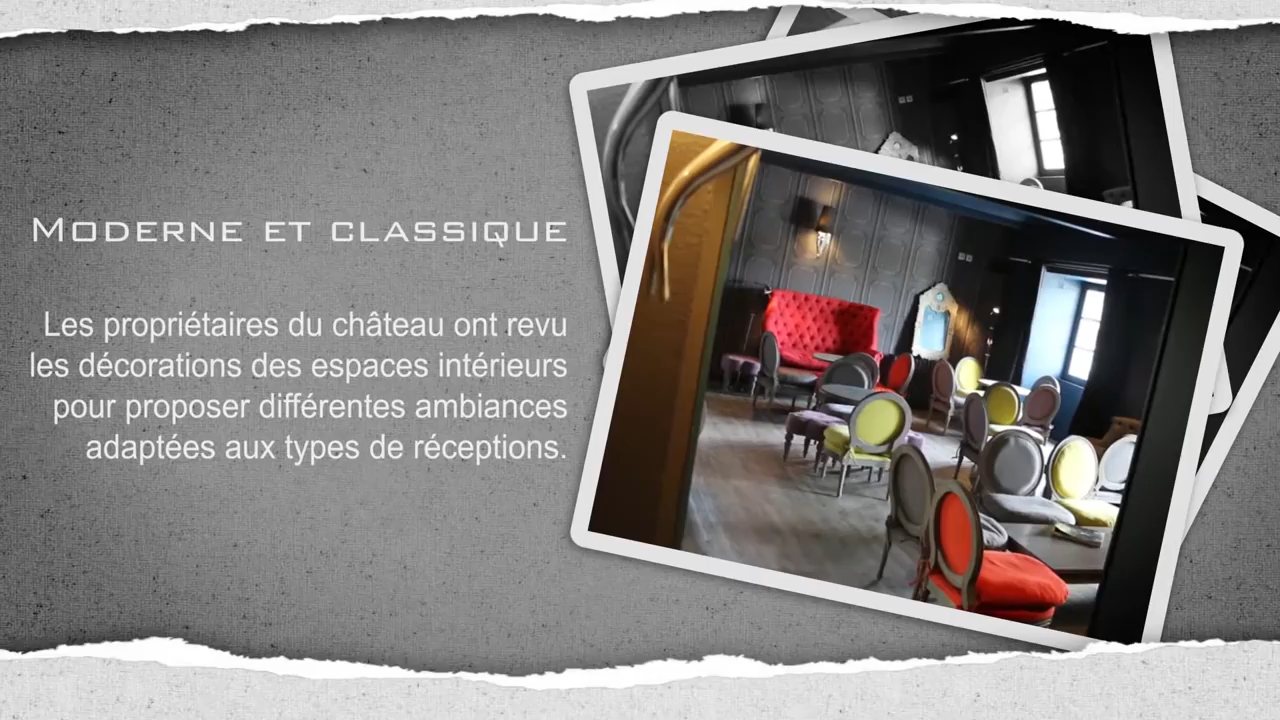 Moderne et classique
Les propriétaires du château ont revu
les décorations des espaces intérieurs
pour proposer différentes ambiances
adaptées aux types de réceptions.